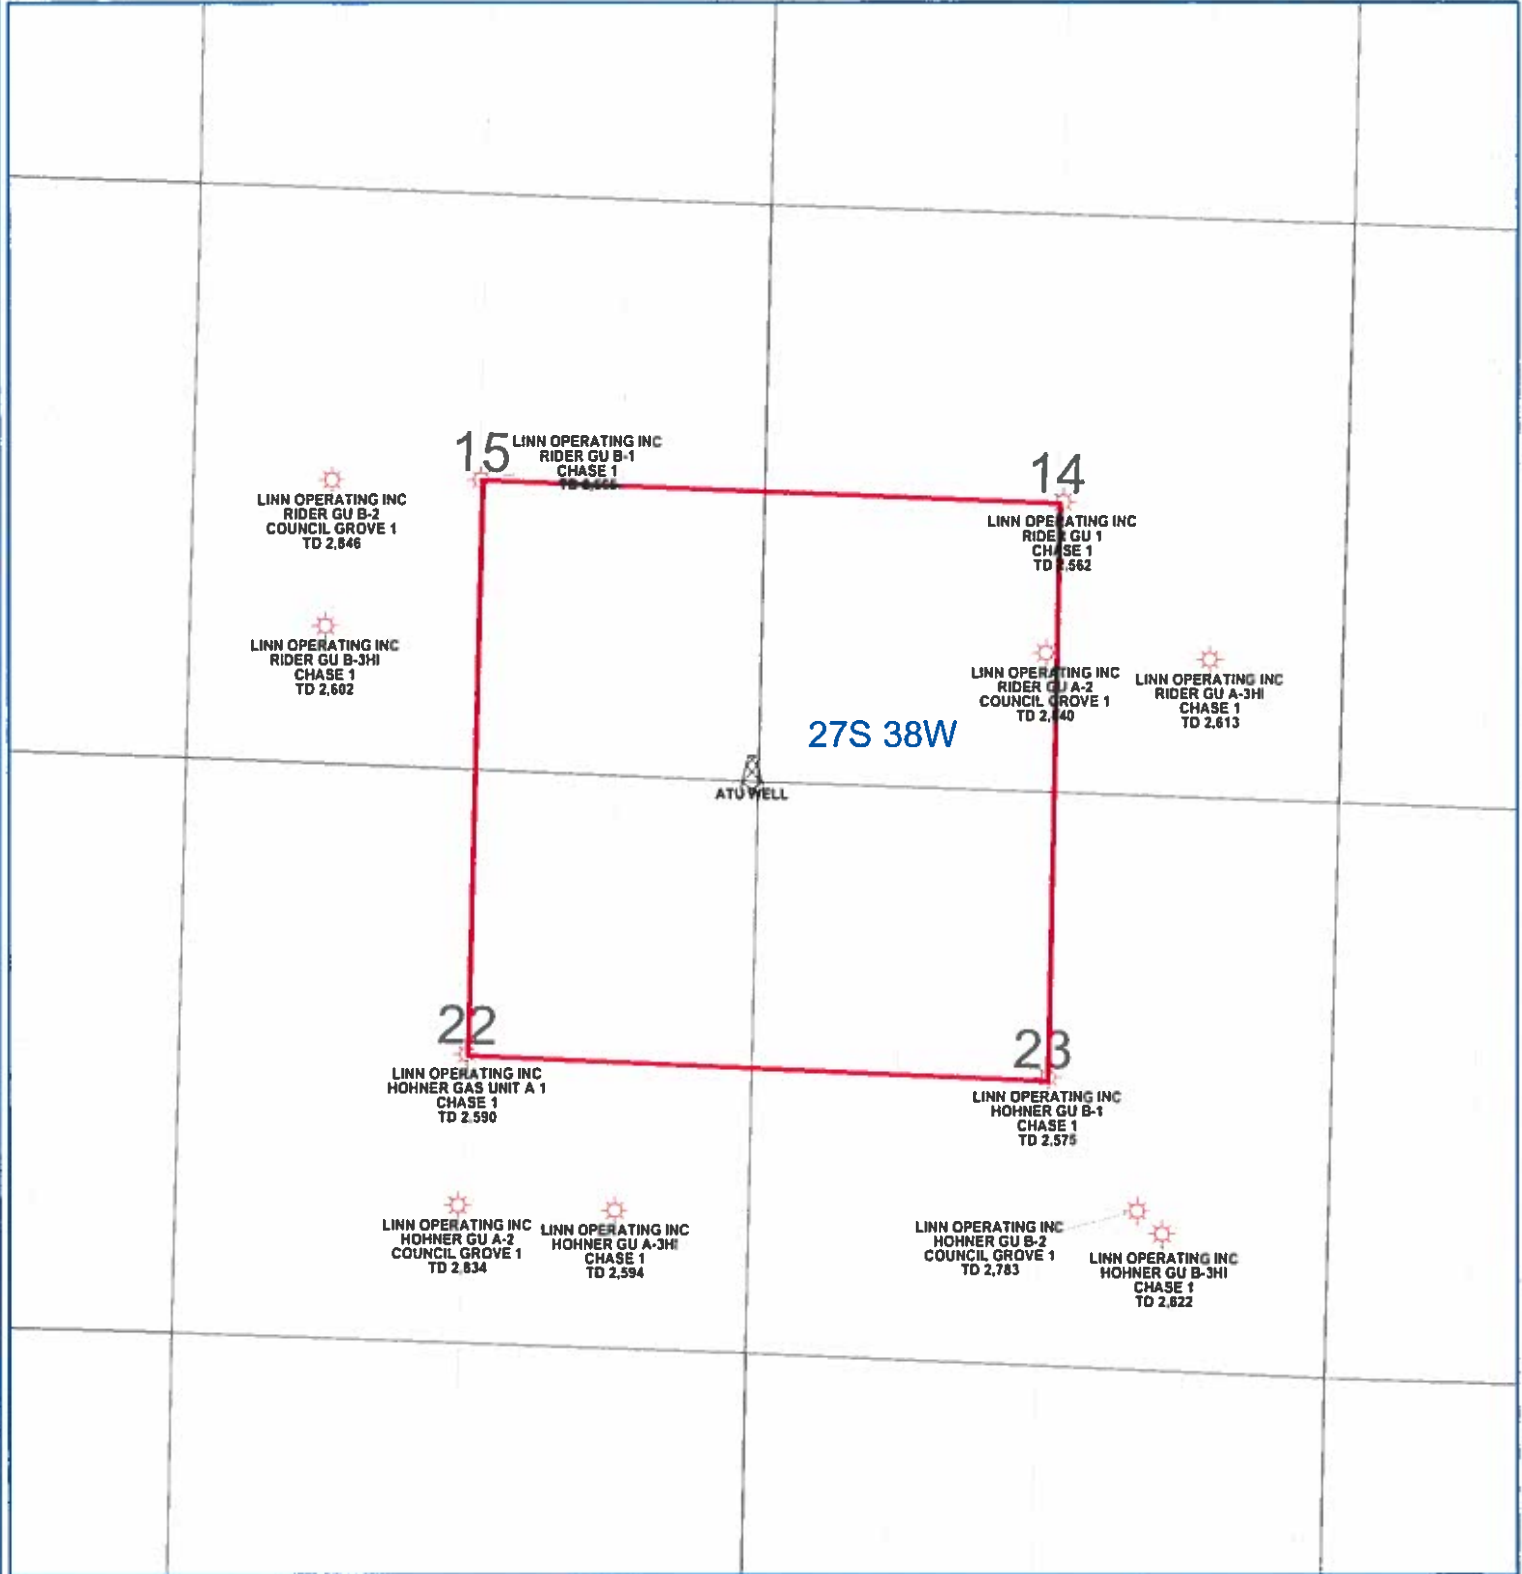 15
LINN OPERATING INC
RIDER GU B-1
CHASE 1
14
LINN OPERATING INC
RIDER GU B-2
COUNCIL GROVE 1
TD 2,846
LINN OPERATING INC
RIDER GU 1
CHASE 1
TD 2,562
LINN OPERATING INC
RIDER GU B-3HI
CHASE 1
TD 2,602
LINN OPERATING INC
RIDER GU A-2
COUNCIL GROVE 1
TD
LINN OPERATING INC
RIDER GU A-3HI
CHASE 1
TD 2,613
27S 38W
ATU WELL
22
23
LINN OPERATING INC
HOHNER GAS UNIT A 1
CHASE 1
TD 2,590
LINN OPERATING INC
HOHNER GU B-1
CHASE 1
TD 2,575
LINN OPERATING INC
HOHNER GU A-2
COUNCIL GROVE 1
TD 2,834
LINN OPERATING INC
HOHNER GU A-3HI
CHASE 1
TD 2,594
LINN OPERATING INC
HOHNER GU B-2
COUNCIL GROVE 1
TD 2,783
LINN OPERATING INC
HOHNER GU B-3HI
CHASE 1
TD 2,622